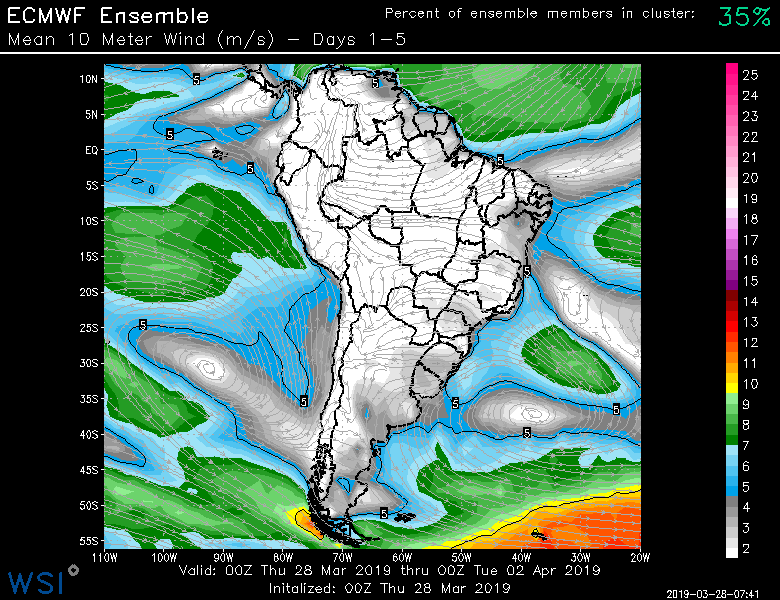 ECMWF Ensemble
Percent of ensemble members in cluster: 35%
Mean 10 Meter Wind (m/s) – Days 1–5
10N
5N
EQ
5S
10S
15S
20S
25S
30S
35S
40S
45S
50S
55S
110W 100W 90W 80W 70W 60W 50W 40W 30W 20W
5
5
5
5
5
5
5
5
5
5
5
5
25
24
23
22
21
20
19
18
17
16
15
14
13
12
11
10
9
8
7
6
5
4
3
2
Valid: 00Z Thu 28 Mar 2019 thru 00Z Tue 02 Apr 2019
Initalized: 00Z Thu 28 Mar 2019
WSI
2019-03-28-07:41